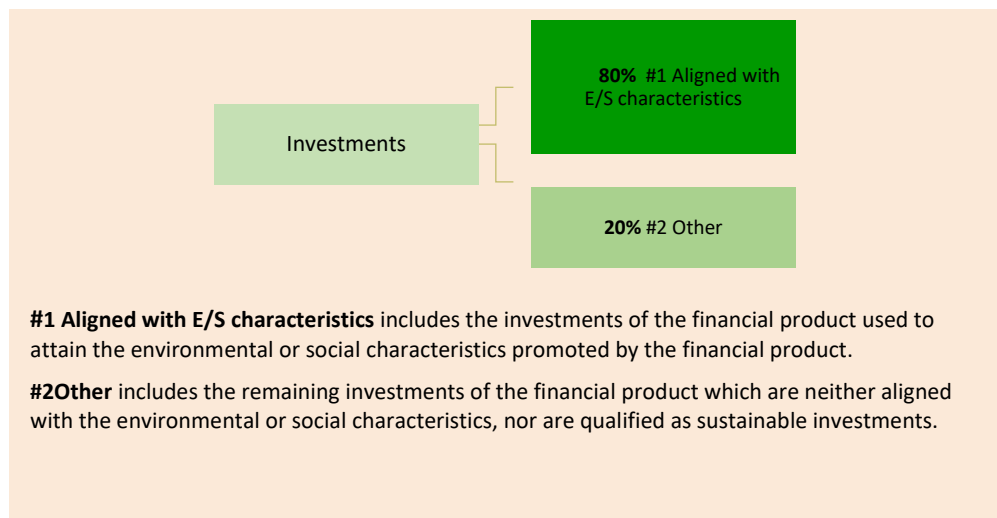 80% #1 Aligned with
E/S characteristics
Investments
20% #2 Other
#1 Aligned with E/S characteristics includes the investments of the financial product used to
attain the environmental or social characteristics promoted by the financial product.
#2Other includes the remaining investments of the financial product which are neither aligned
with the environmental or social characteristics, nor are qualified as sustainable investments.